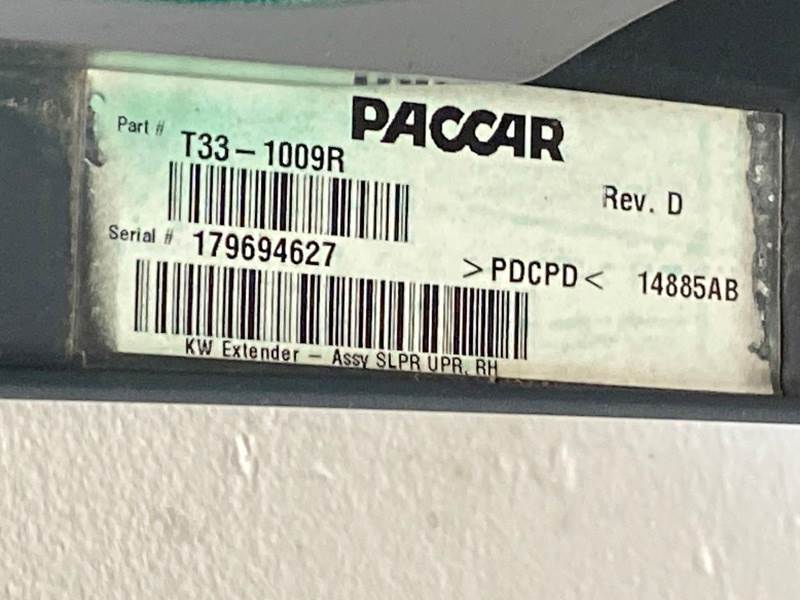 PACCAR
Part # T33-1009R
Rev. D
Serial # 179694627
>PDCPD< 14885AB
KW Extender - Assy SLPR UPR, RH